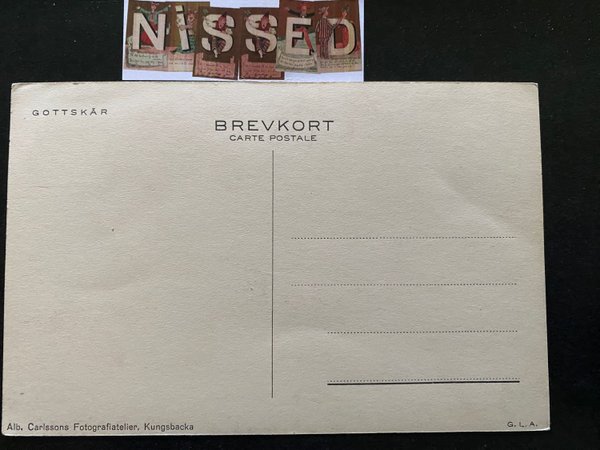 NiSSED
GOTTSKÄR
BREVKORT
CARTE POSTALE
Alb. Carlssons Fotografiatelier, Kungsbacka
G. L. A.